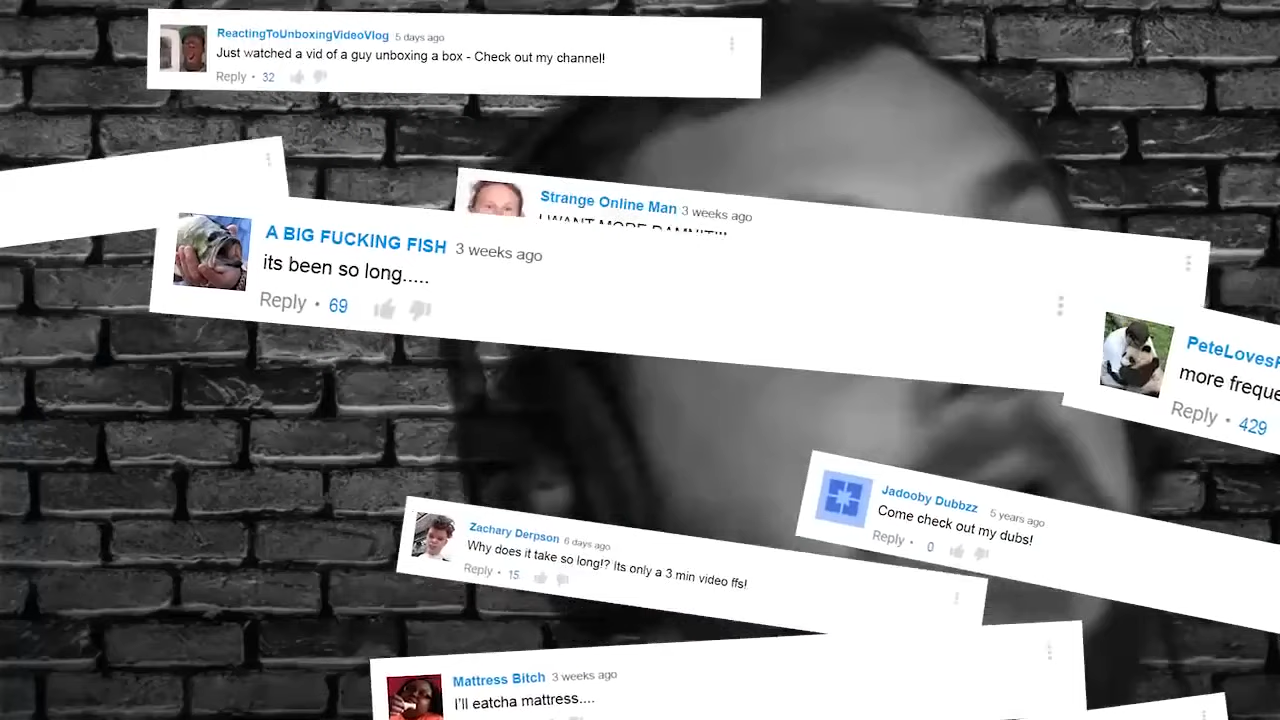 ReactingToUnboxingVideoVlog 5 days ago
Just watched a vid of a guy unboxing a box - Check out my channel!
Reply • 32
Strange Online Man 3 weeks ago
I WANT MORE DAMNIT!!!
A BIG FUCKING FISH 3 weeks ago
its been so long.....
Reply • 69
PeteLovesP
more freque
Reply • 429
Jadooby Dubbzz 5 years ago
Come check out my dubs!
Reply • 0
Zachary Derpson 6 days ago
Why does it take so long!? Its only a 3 min video ffs!
Reply • 15
Mattress Bitch 3 weeks ago
I'll eatcha mattress....